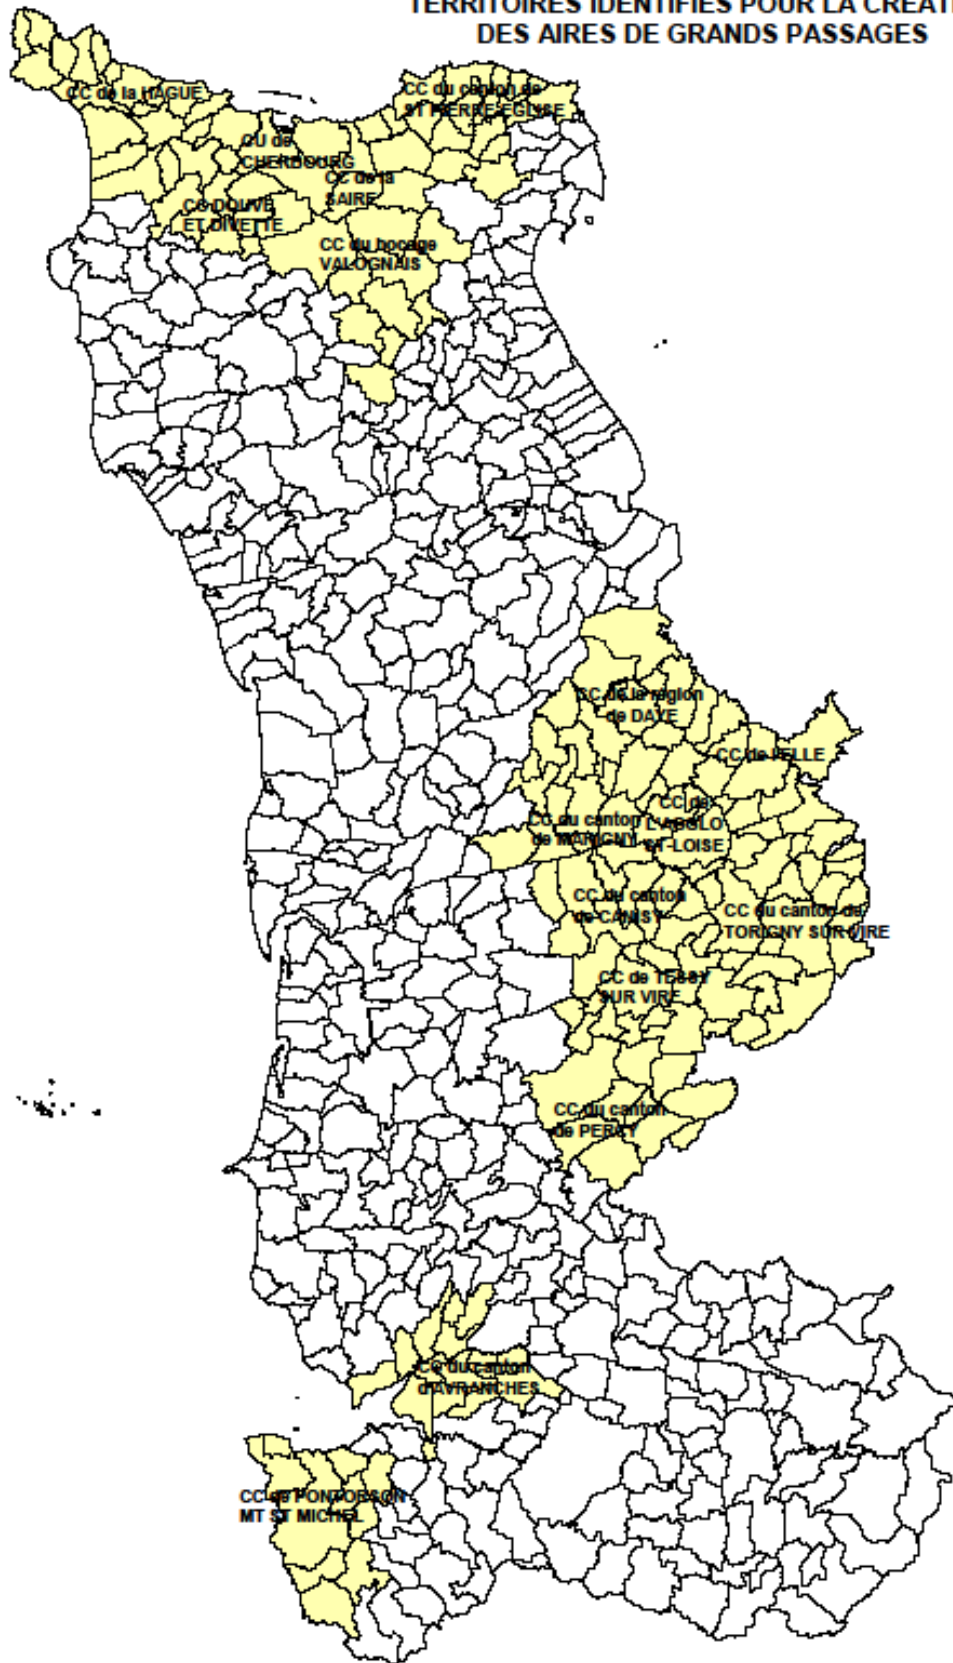 TERRITOIRES IDENTIFIES POUR LA CREATI
DES AIRES DE GRANDS PASSAGES
CC de la HAGUE
CC du canton de
ST PIERRE EGLISE
CU de
CHERBOURG
CC de la
SAIRE
CC DOUVE
ET DIVETTE
CC du bocage
VALOGNAIS
CC de la région
de DAYE
CC de l'ELLE
CC de
L'AGGLO
ST-LOISE
CC du canton
de MARIGNY
CC du canton
de CANISY
CC du canton de
TORIGNY SUR VIRE
CC de TESSY
SUR VIRE
CC du canton
de PERCY
CC du canton
d'AVRANCHES
CC de PONTORSON
MT ST MICHEL